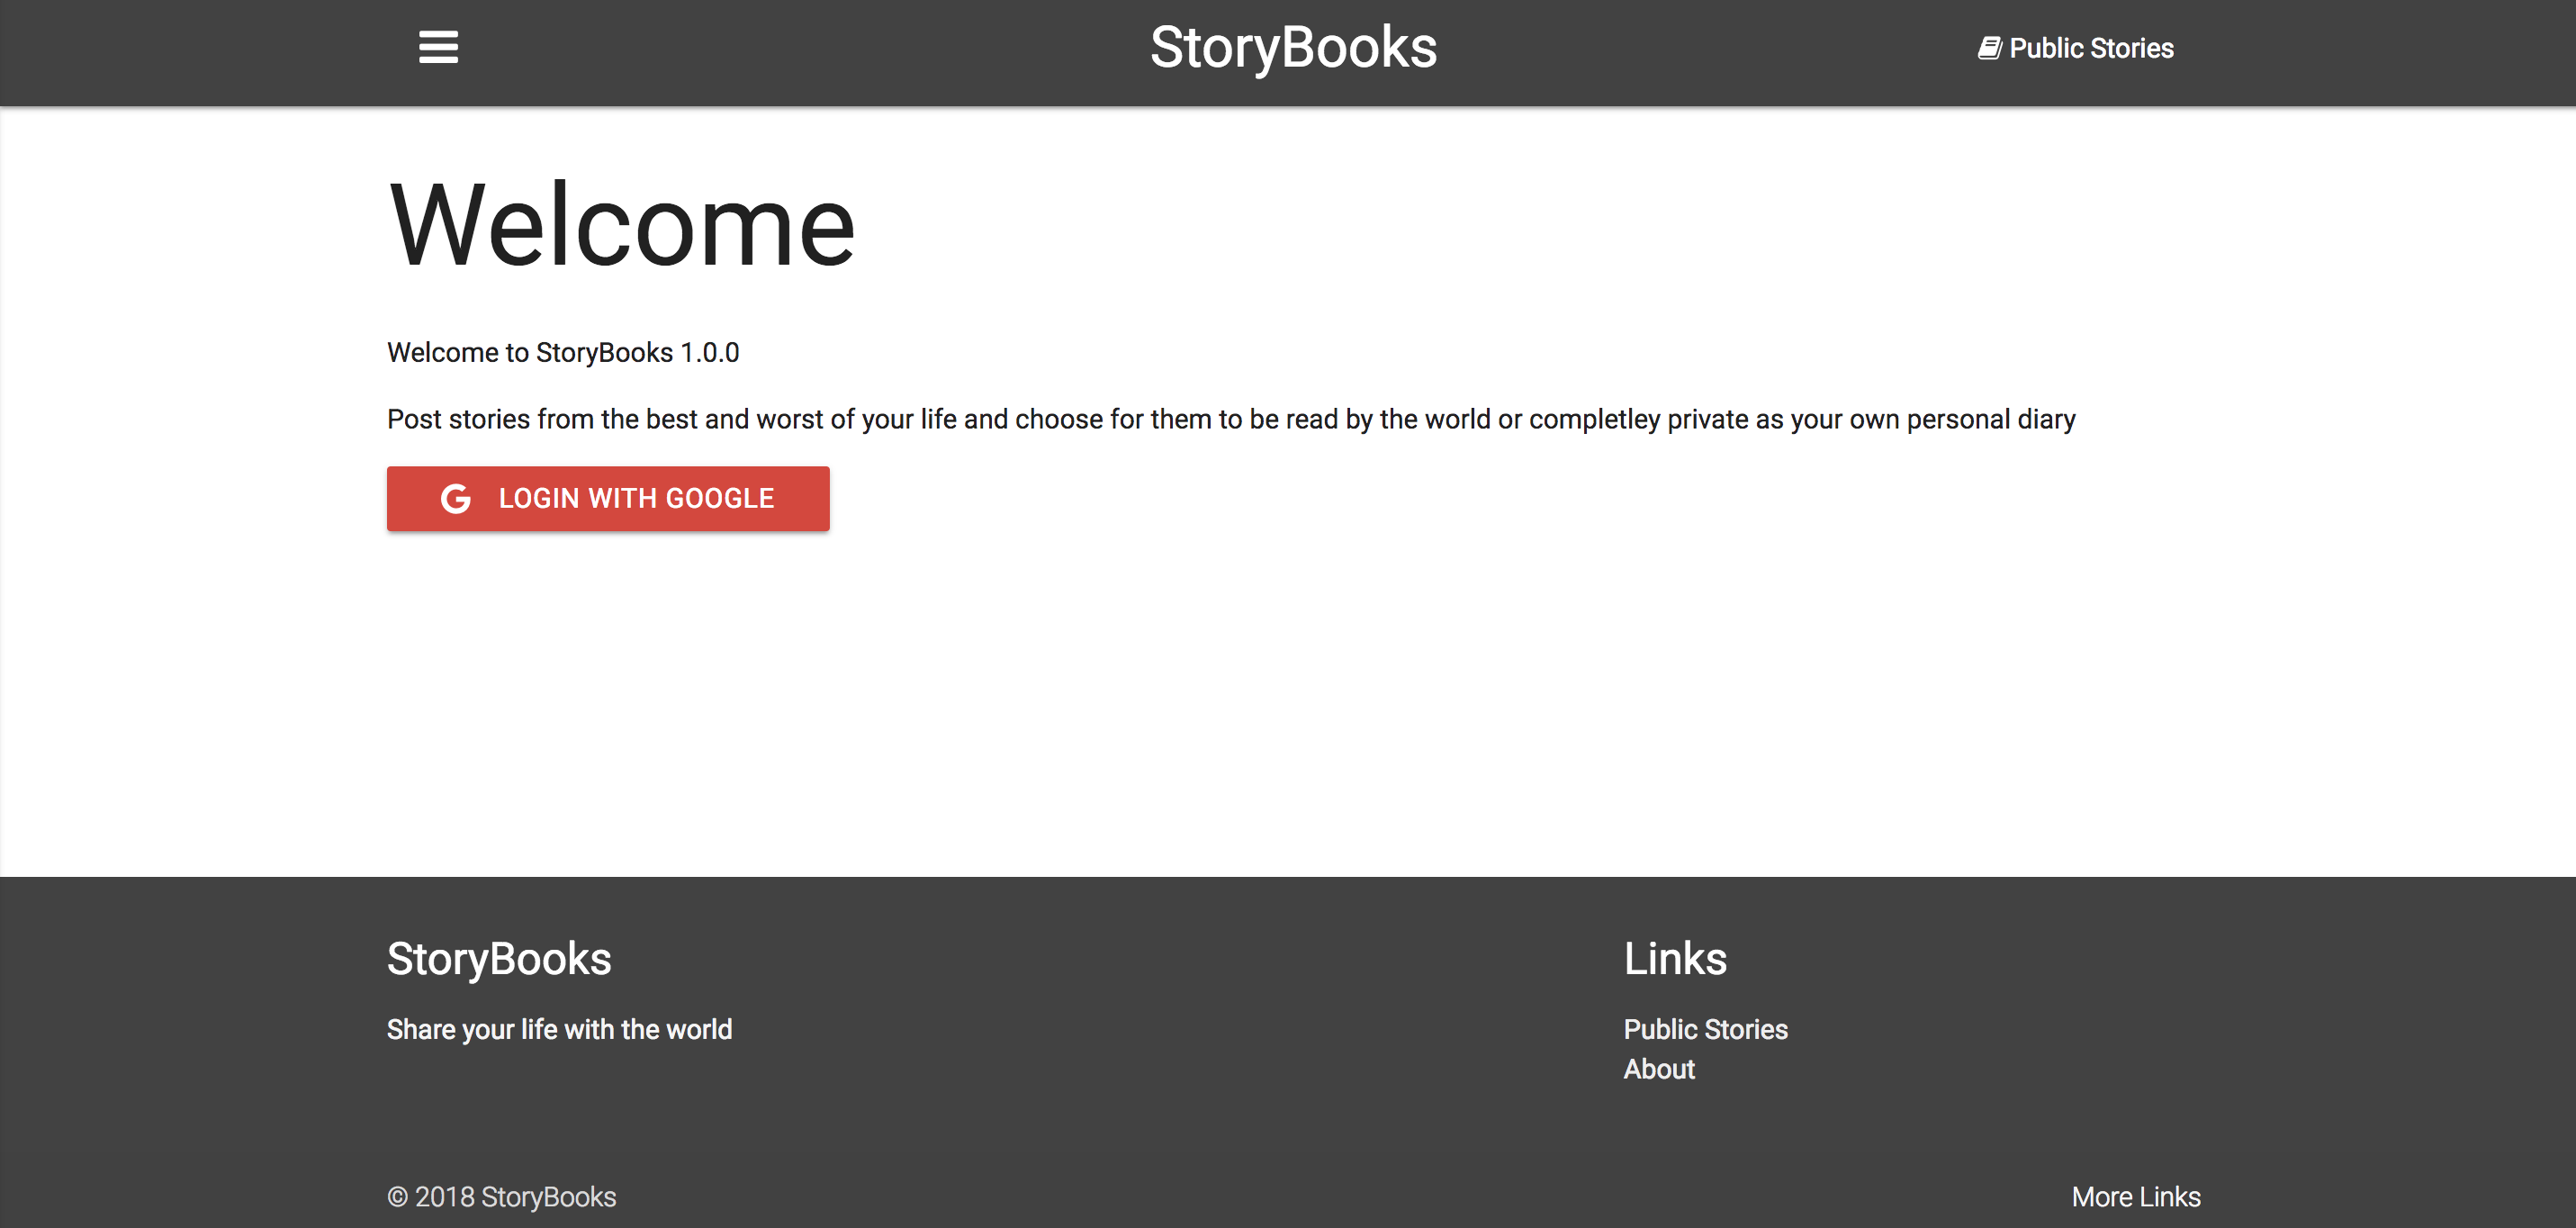 StoryBooks
Public Stories
Welcome
Welcome to StoryBooks 1.0.0
Post stories from the best and worst of your life and choose for them to be read by the world or completley private as your own personal diary
LOGIN WITH GOOGLE
StoryBooks
Share your life with the world
Links
Public Stories
About
© 2018 StoryBooks
More Links